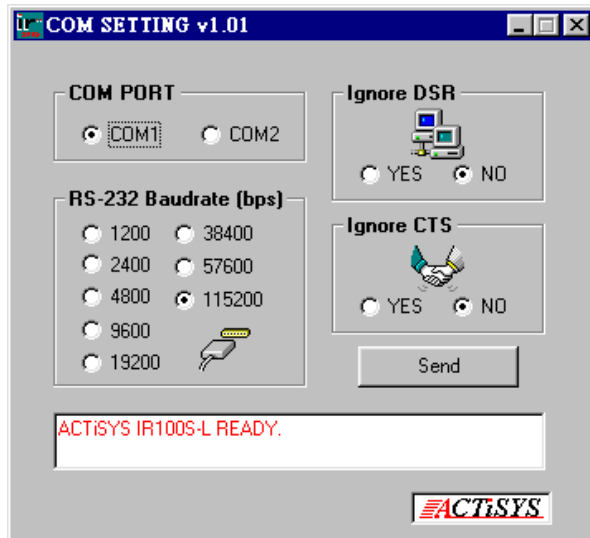 COM SETTING v1.01
COM PORT
COM1 COM2
Ignore DSR
YES NO
RS-232 Baudrate (bps)
1200 38400
2400 57600
4800 115200
9600
19200
Ignore CTS
YES NO
Send
ACTiSYS IR100S-L READY.
ACTiSYS